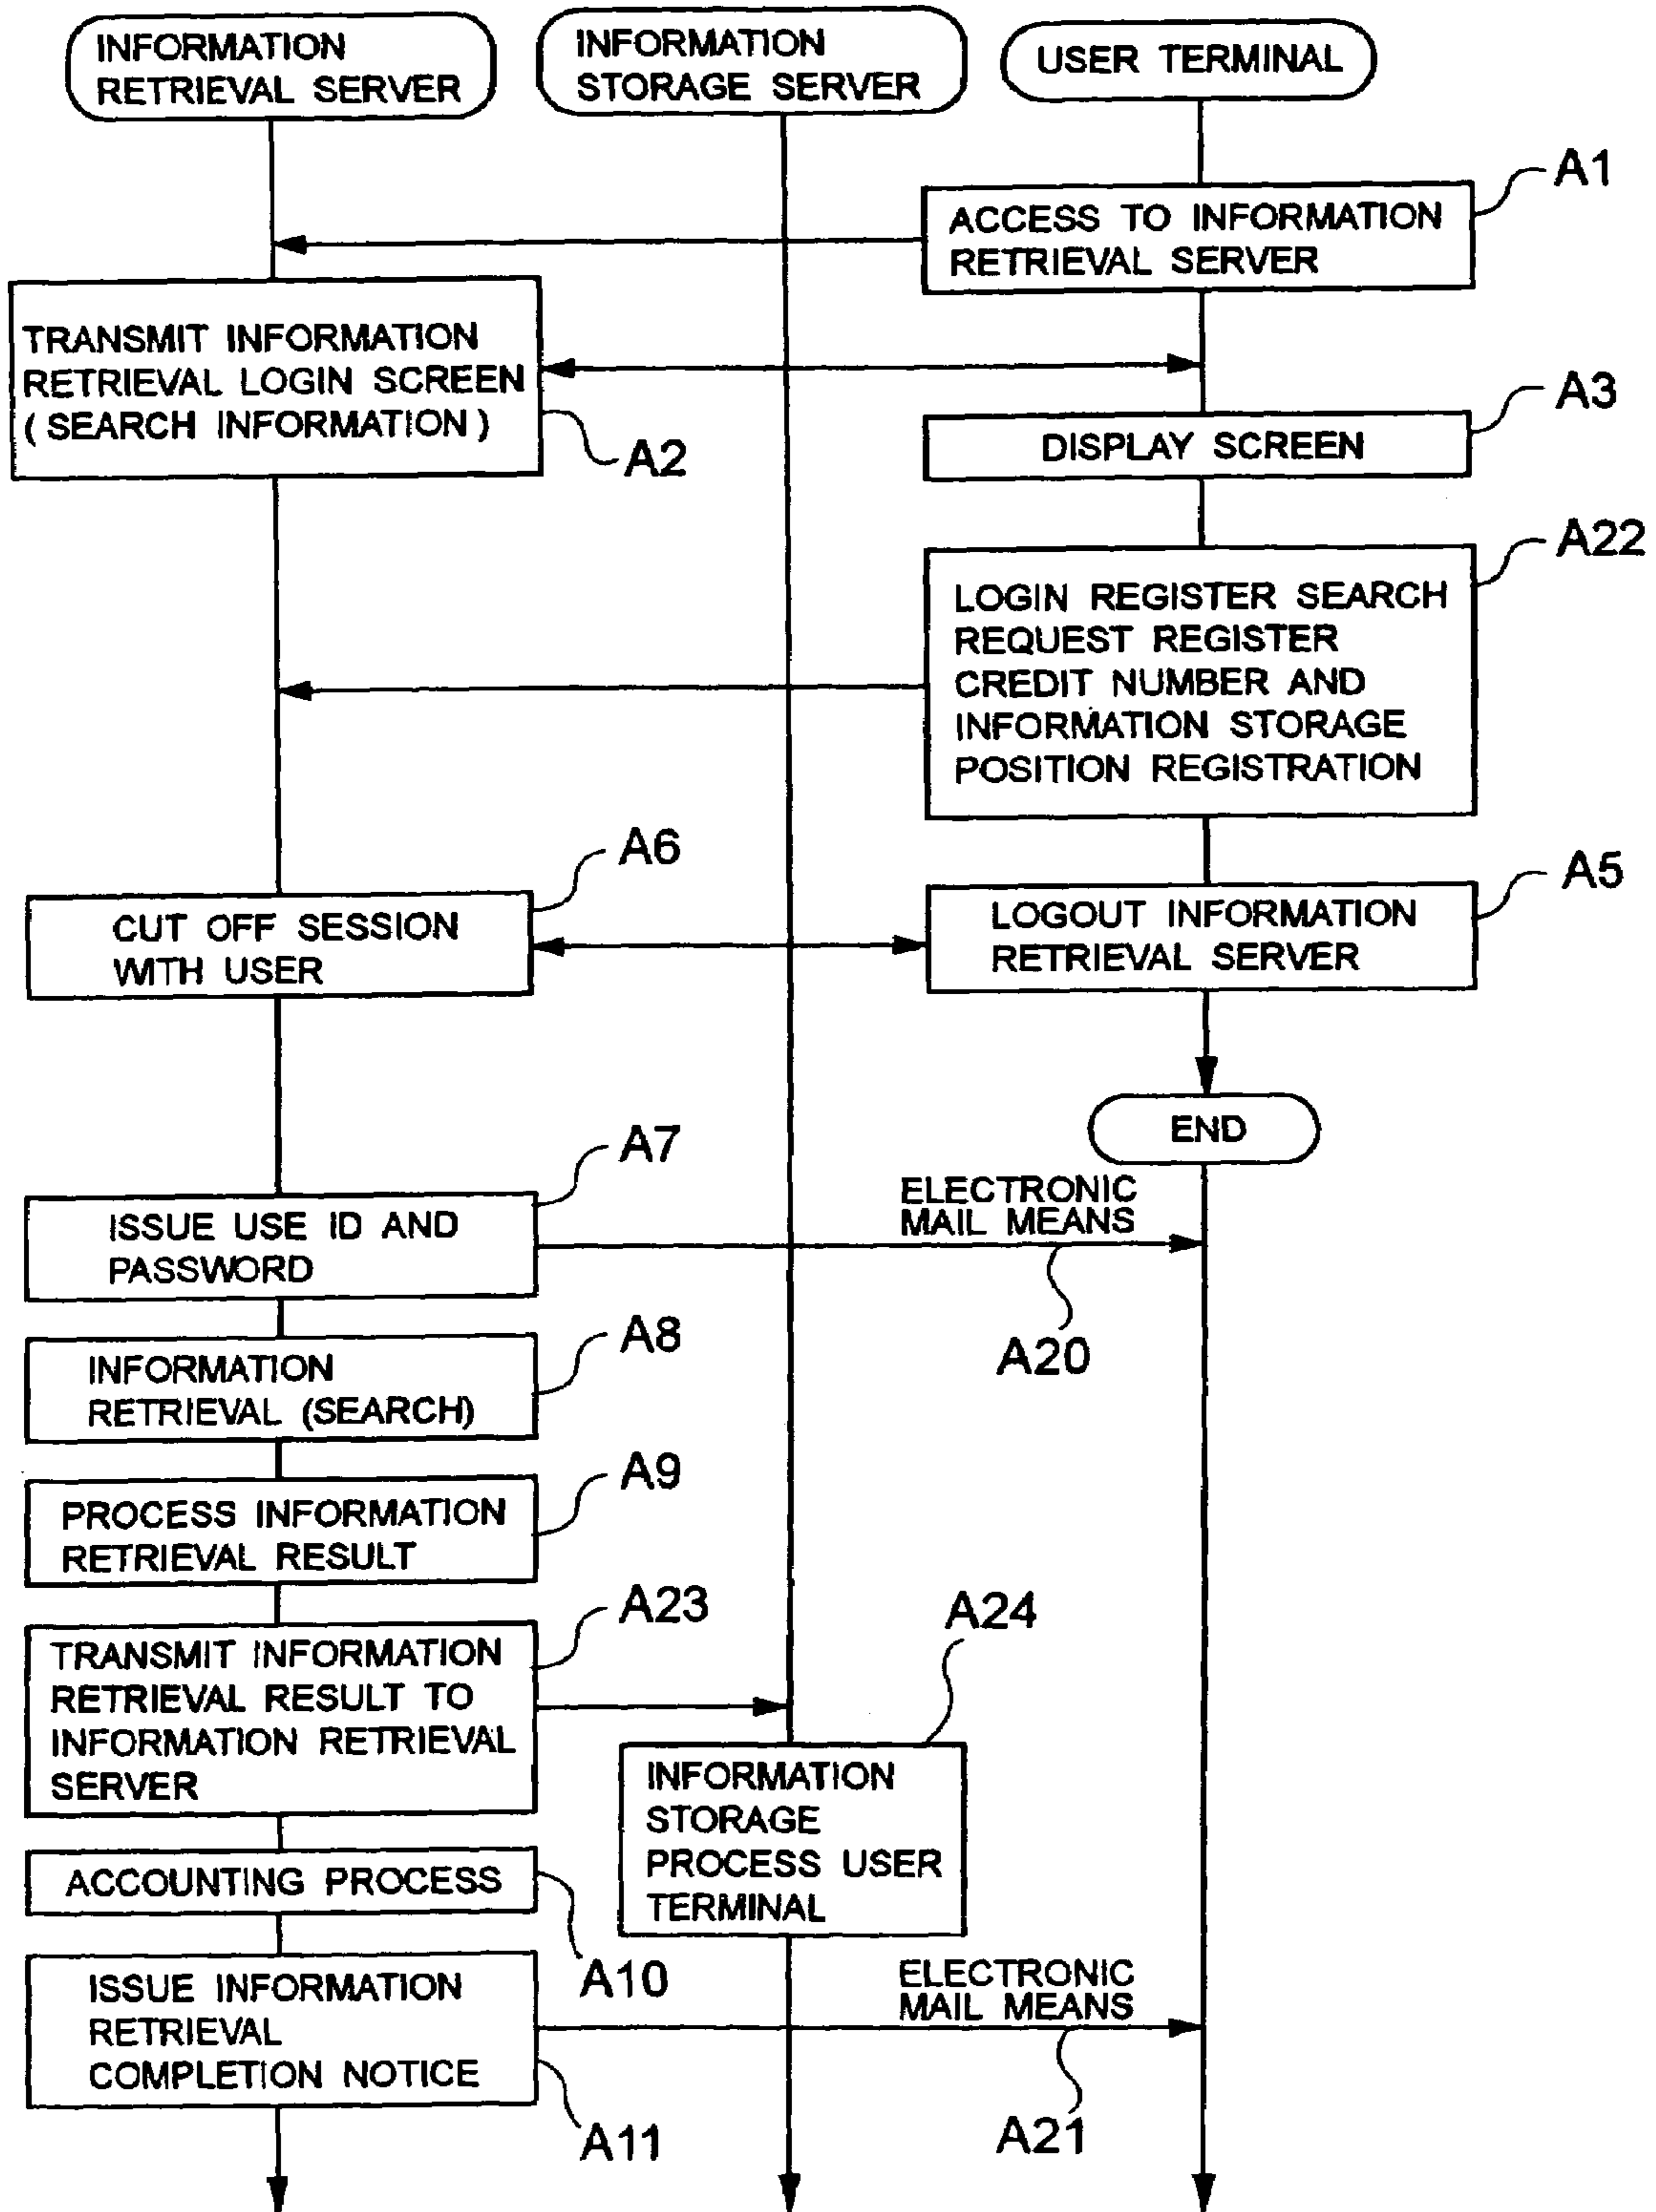 INFORMATION
RETRIEVAL SERVER
INFORMATION
STORAGE SERVER
USER TERMINAL
A1
ACCESS TO INFORMATION
RETRIEVAL SERVER
TRANSMIT INFORMATION
RETRIEVAL LOGIN SCREEN
(SEARCH INFORMATION)
A2
A3
DISPLAY SCREEN
A22
LOGIN REGISTER SEARCH
REQUEST REGISTER
CREDIT NUMBER AND
INFORMATION STORAGE
POSITION REGISTRATION
A6
CUT OFF SESSION
WITH USER
A5
LOGOUT INFORMATION
RETRIEVAL SERVER
END
A7
ISSUE USE ID AND
PASSWORD
ELECTRONIC
MAIL MEANS
A20
A8
INFORMATION
RETRIEVAL (SEARCH)
A9
PROCESS INFORMATION
RETRIEVAL RESULT
A23
TRANSMIT INFORMATION
RETRIEVAL RESULT TO
INFORMATION RETRIEVAL
SERVER
A24
INFORMATION
STORAGE
PROCESS USER
TERMINAL
ACCOUNTING PROCESS
A10
ISSUE INFORMATION
RETRIEVAL
COMPLETION NOTICE
A11
ELECTRONIC
MAIL MEANS
A21